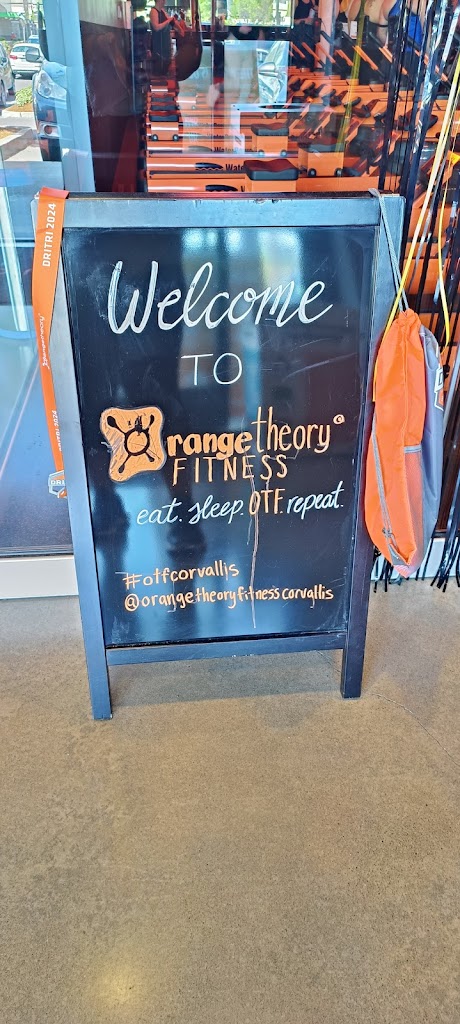 Welcome
TO
Orangetheory
FITNESS
eat. sleep. OTF. repeat.
#otfcorvallis
@orangetheoryfitnesscorvallis
DRITRI 2024